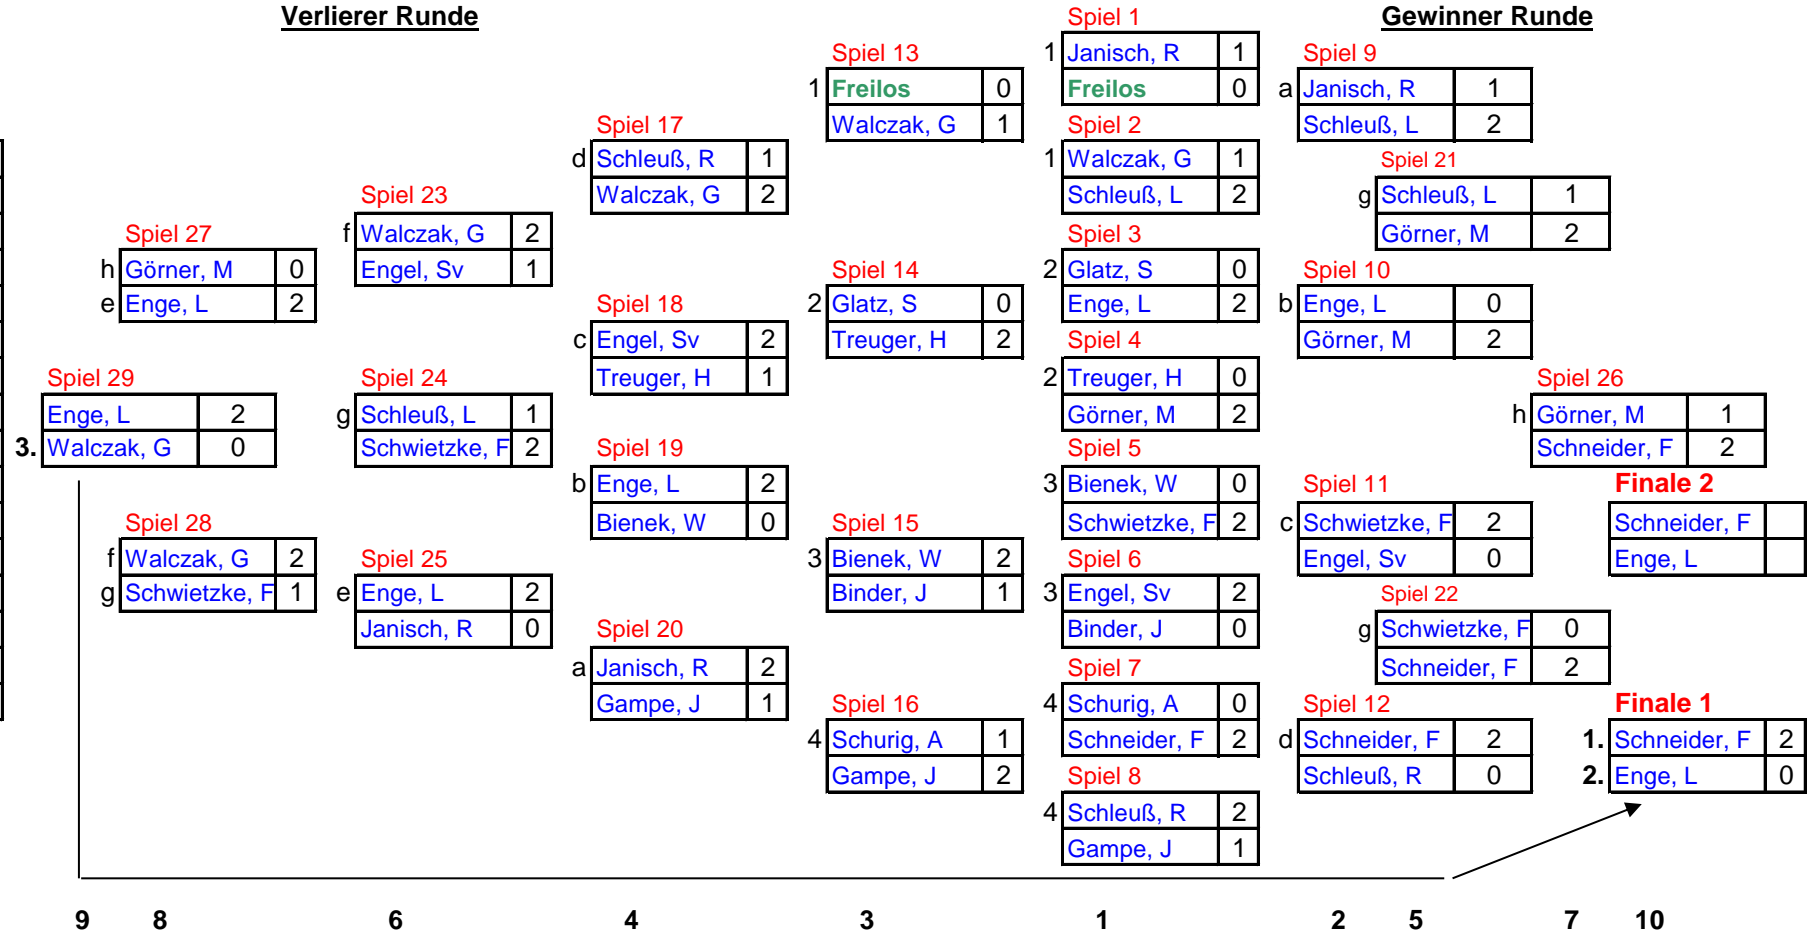 Verlierer Runde
Gewinner Runde
Spiel 1
1 Janisch, R 1
Freilos 0
Spiel 2
1 Walczak, G 1
Schleuß, L 2
Spiel 3
2 Glatz, S 0
Enge, L 2
Spiel 4
2 Treuger, H 0
Görner, M 2
Spiel 5
3 Bienek, W 0
Schwietzke, F 2
Spiel 6
3 Engel, Sv 2
Binder, J 0
Spiel 7
4 Schurig, A 0
Schneider, F 2
Spiel 8
4 Schleuß, R 2
Gampe, J 1
Spiel 9
a Janisch, R 1
Schleuß, L 2
Spiel 21
g Schleuß, L 1
Görner, M 2
Spiel 10
b Enge, L 0
Görner, M 2
Spiel 26
h Görner, M 1
Schneider, F 2
Spiel 11
c Schwietzke, F 2
Engel, Sv 0
Finale 2
Schneider, F
Enge, L
Spiel 22
g Schwietzke, F 0
Schneider, F 2
Spiel 12
d Schneider, F 2
Schleuß, R 0
Finale 1
1. Schneider, F 2
2. Enge, L 0
Spiel 13
1 Freilos 0
Walczak, G 1
Spiel 14
2 Glatz, S 0
Treuger, H 2
Spiel 15
3 Bienek, W 2
Binder, J 1
Spiel 16
4 Schurig, A 1
Gampe, J 2
Spiel 17
d Schleuß, R 1
Walczak, G 2
Spiel 18
c Engel, Sv 2
Treuger, H 1
Spiel 19
b Enge, L 2
Bienek, W 0
Spiel 20
a Janisch, R 2
Gampe, J 1
Spiel 23
f Walczak, G 2
Engel, Sv 1
Spiel 24
g Schleuß, L 1
Schwietzke, F 2
Spiel 25
e Enge, L 2
Janisch, R 0
Spiel 27
h Görner, M 0
e Enge, L 2
Spiel 28
f Walczak, G 2
g Schwietzke, F 1
Spiel 29
Enge, L 2
3. Walczak, G 0
9 8 6 4 3 1 2 5 7 10